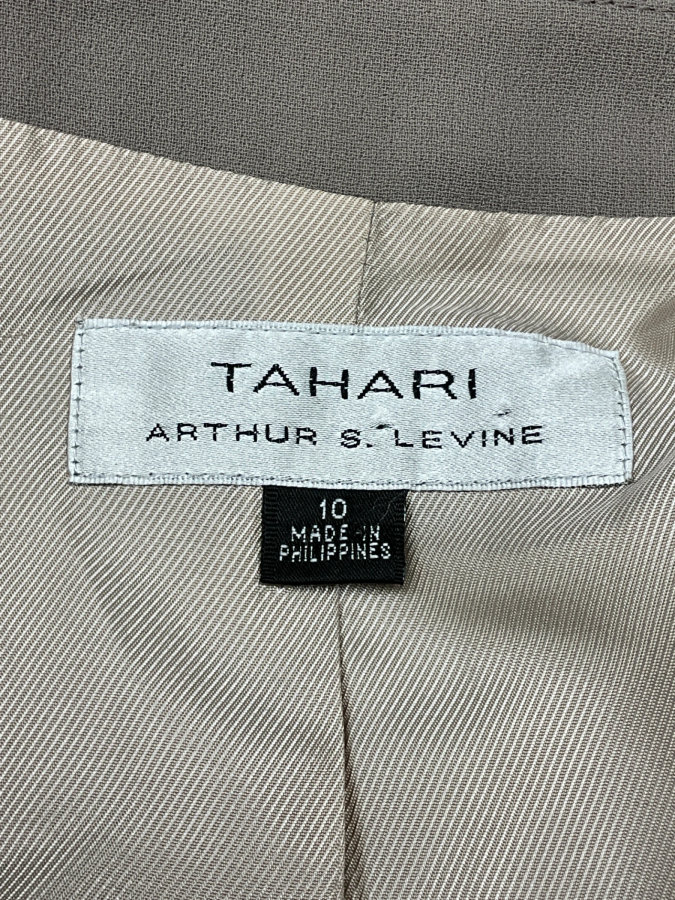 TAHARI
ARTHUR S. LEVINE
10
MADE IN
PHILIPPINES